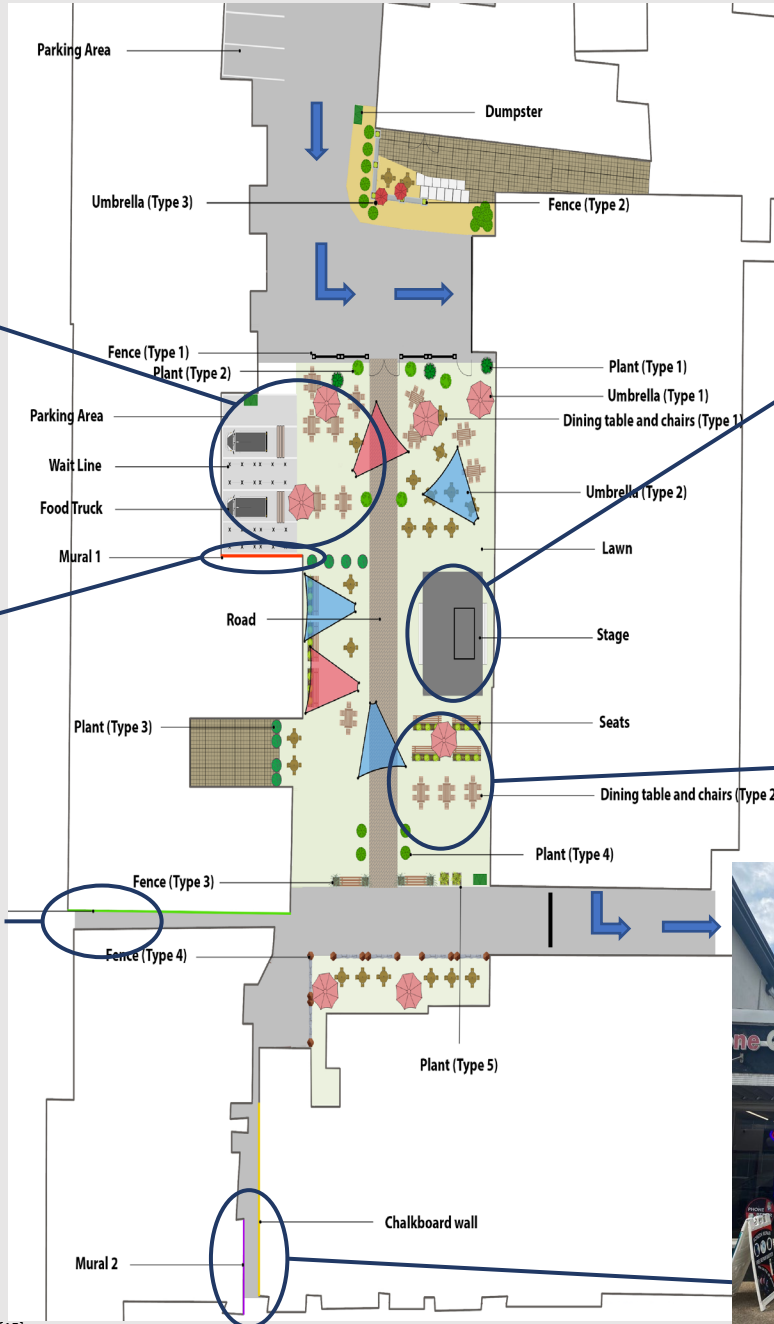 Parking Area
Dumpster
Umbrella (Type 3)
Fence (Type 2)
Fence (Type 1)
Plant (Type 2)
Plant (Type 1)
Umbrella (Type 1)
Parking Area
Dining table and chairs (Type 1)
Wait Line
Umbrella (Type 2)
Food Truck
Lawn
Mural 1
Road
Stage
Plant (Type 3)
Seats
Dining table and chairs (Type 2
Plant (Type 4)
Fence (Type 3)
Fence (Type 4)
Plant (Type 5)
Chalkboard wall
Mural 2